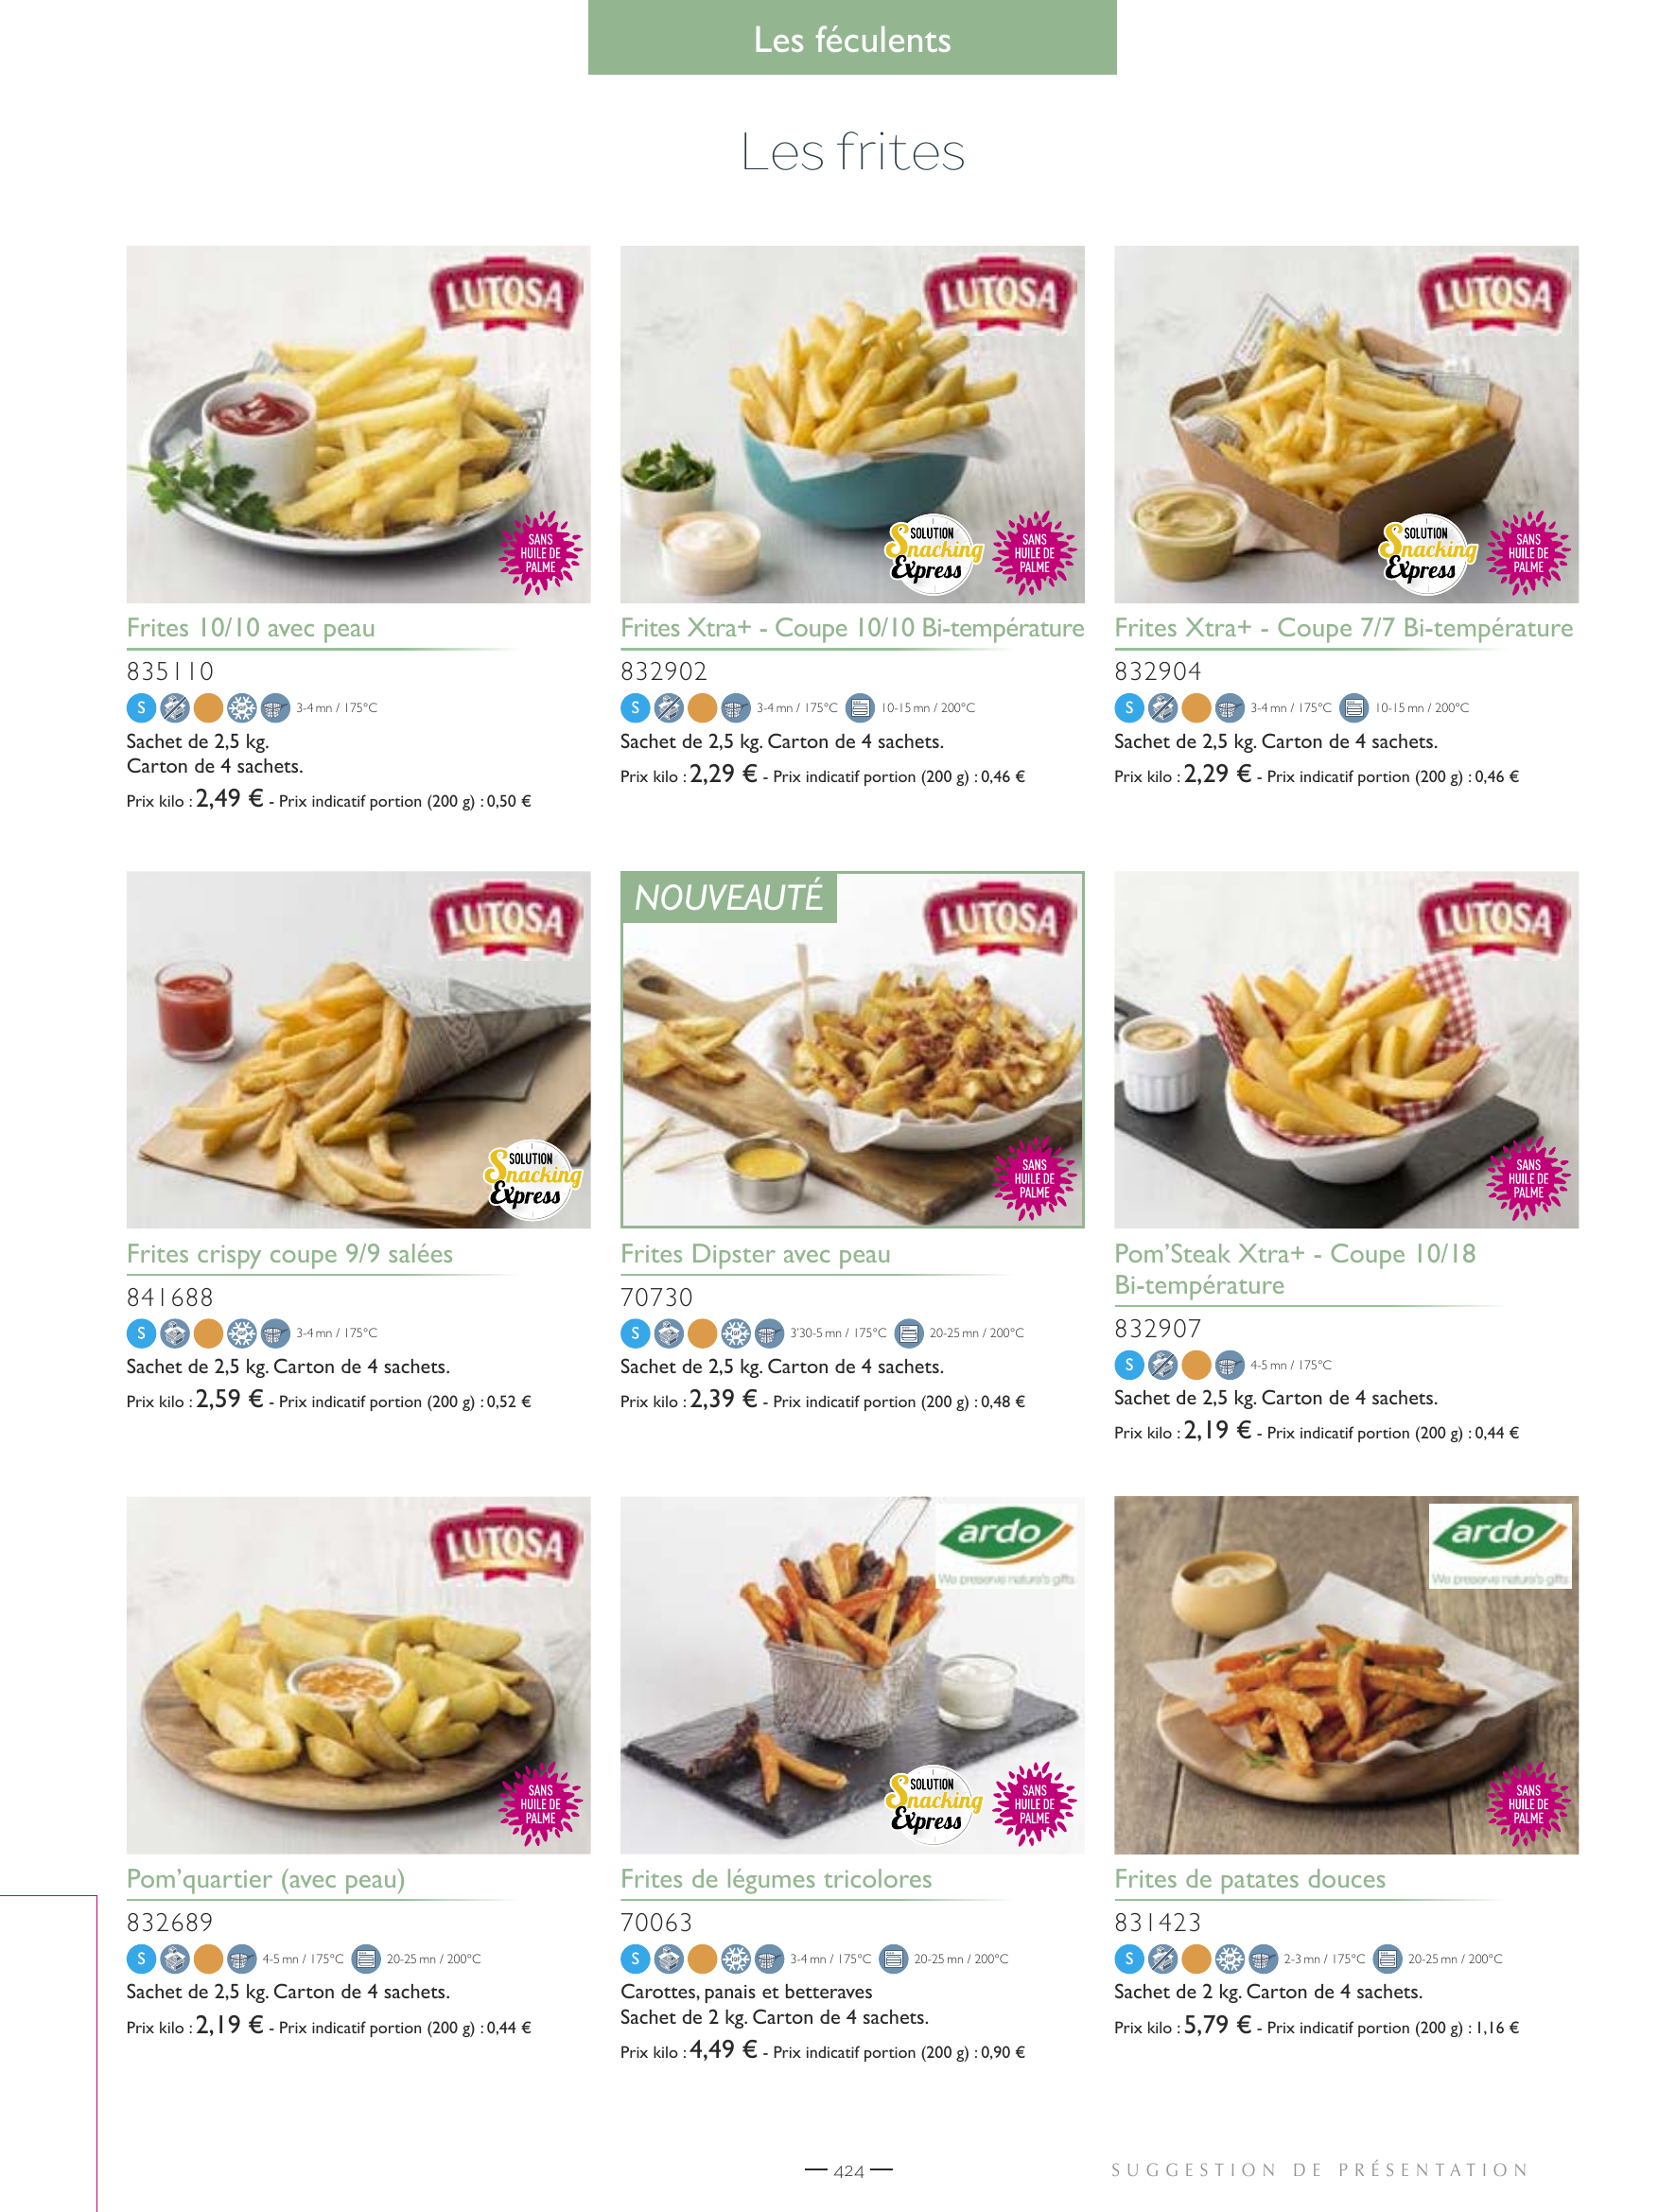 Les féculents
Les frites
LUTOSA
SANS
HUILE DE
PALME
Frites 10/10 avec peau
835110
S
3-4 mn / 175°C
Sachet de 2,5 kg.
Carton de 4 sachets.
Prix kilo : 2,49 € - Prix indicatif portion (200 g) : 0,50 €
LUTOSA
SOLUTION
Snacking
Express
SANS
HUILE DE
PALME
Frites Xtra+ - Coupe 10/10 Bi-température
832902
S
3-4 mn / 175°C 10-15 mn / 200°C
Sachet de 2,5 kg. Carton de 4 sachets.
Prix kilo : 2,29 € - Prix indicatif portion (200 g) : 0,46 €
LUTOSA
SOLUTION
Snacking
Express
SANS
HUILE DE
PALME
Frites Xtra+ - Coupe 7/7 Bi-température
832904
S
3-4 mn / 175°C 10-15 mn / 200°C
Sachet de 2,5 kg. Carton de 4 sachets.
Prix kilo : 2,29 € - Prix indicatif portion (200 g) : 0,46 €
LUTOSA
SOLUTION
Snacking
Express
Frites crispy coupe 9/9 salées
841688
S
3-4 mn / 175°C
Sachet de 2,5 kg. Carton de 4 sachets.
Prix kilo : 2,59 € - Prix indicatif portion (200 g) : 0,52 €
NOUVEAUTÉ
LUTOSA
SANS
HUILE DE
PALME
Frites Dipster avec peau
70730
S
3'30-5 mn / 175°C 20-25 mn / 200°C
Sachet de 2,5 kg. Carton de 4 sachets.
Prix kilo : 2,39 € - Prix indicatif portion (200 g) : 0,48 €
LUTOSA
SANS
HUILE DE
PALME
Pom'Steak Xtra+ - Coupe 10/18
Bi-température
832907
S
4-5 mn / 175°C
Sachet de 2,5 kg. Carton de 4 sachets.
Prix kilo : 2,19 € - Prix indicatif portion (200 g) : 0,44 €
LUTOSA
SANS
HUILE DE
PALME
Pom'quartier (avec peau)
832689
S
4-5 mn / 175°C 20-25 mn / 200°C
Sachet de 2,5 kg. Carton de 4 sachets.
Prix kilo : 2,19 € - Prix indicatif portion (200 g) : 0,44 €
ardo
We preserve nature's gifts
SOLUTION
Snacking
Express
SANS
HUILE DE
PALME
Frites de légumes tricolores
70063
S
3-4 mn / 175°C 20-25 mn / 200°C
Carottes, panais et betteraves
Sachet de 2 kg. Carton de 4 sachets.
Prix kilo : 4,49 € - Prix indicatif portion (200 g) : 0,90 €
ardo
We preserve nature's gifts
SANS
HUILE DE
PALME
Frites de patates douces
831423
S
2-3 mn / 175°C 20-25 mn / 200°C
Sachet de 2 kg. Carton de 4 sachets.
Prix kilo : 5,79 € - Prix indicatif portion (200 g) : 1,16 €
424
SUGGESTION DE PRÉSENTATION